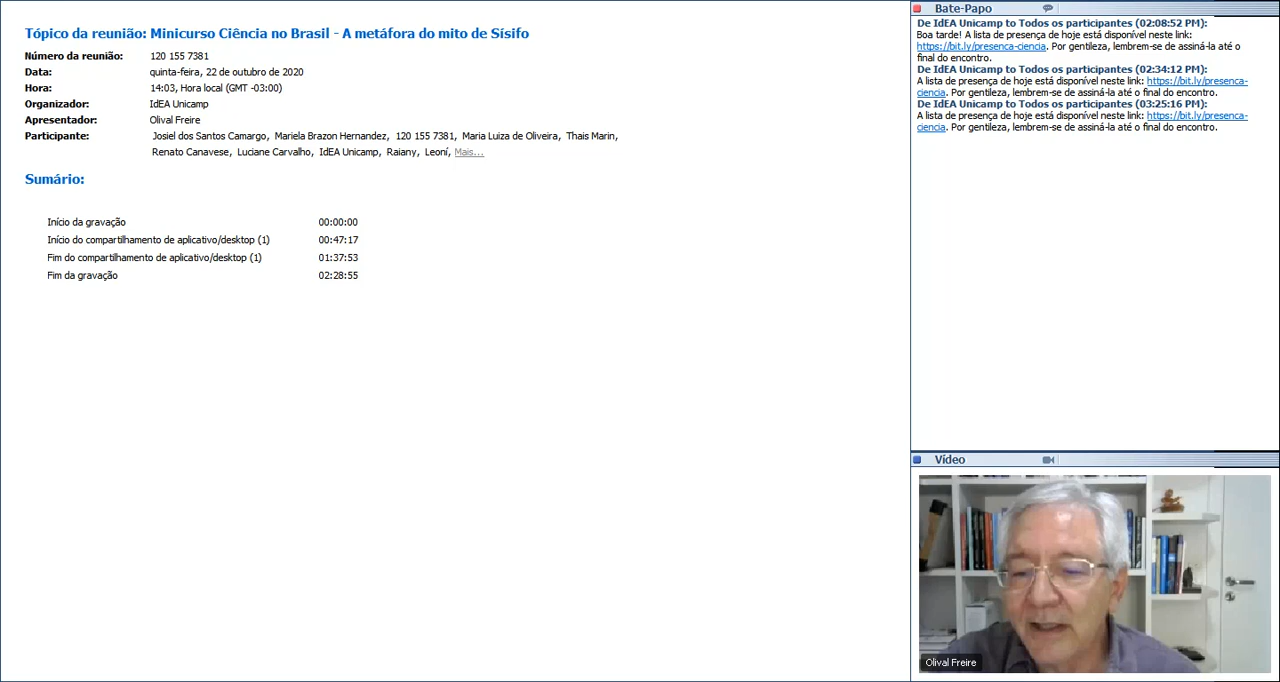 Tópico da reunião: Minicurso Ciência no Brasil - A metáfora do mito de Sísifo
Número da reunião: 120 155 7381
Data: quinta-feira, 22 de outubro de 2020
Hora: 14:03, Hora local (GMT -03:00)
Organizador: IdEA Unicamp
Apresentador: Olival Freire
Participante: Josiel dos Santos Camargo, Mariela Brazon Hernandez, 120 155 7381, Maria Luiza de Oliveira, Thais Marin,
Renato Canavese, Luciane Carvalho, IdEA Unicamp, Raiany, Leoní, Mais...
Sumário:
Início da gravação 00:00:00
Início do compartilhamento de aplicativo/desktop (1) 00:47:17
Fim do compartilhamento de aplicativo/desktop (1) 01:37:53
Fim da gravação 02:28:55
Bate-Papo
De IdEA Unicamp to Todos os participantes (02:08:52 PM):
Boa tarde! A lista de presença de hoje está disponível neste link:
https://bit.ly/presenca-ciencia. Por gentileza, lembrem-se de assiná-la até o
final do encontro.
De IdEA Unicamp to Todos os participantes (02:34:12 PM):
A lista de presença de hoje está disponível neste link: https://bit.ly/presenca-
ciencia. Por gentileza, lembrem-se de assiná-la até o final do encontro.
De IdEA Unicamp to Todos os participantes (03:25:16 PM):
A lista de presença de hoje está disponível neste link: https://bit.ly/presenca-
ciencia. Por gentileza, lembrem-se de assiná-la até o final do encontro.
Vídeo
Olival Freire